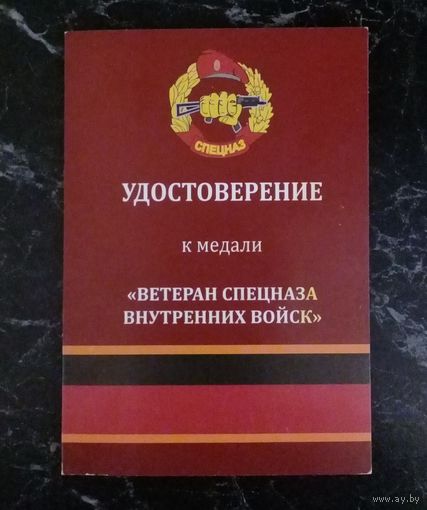 СПЕЦНАЗ
УДОСТОВЕРЕНИЕ
к медали
«ВЕТЕРАН СПЕЦНАЗА
ВНУТРЕННИХ ВОЙСК»
www.ay.by